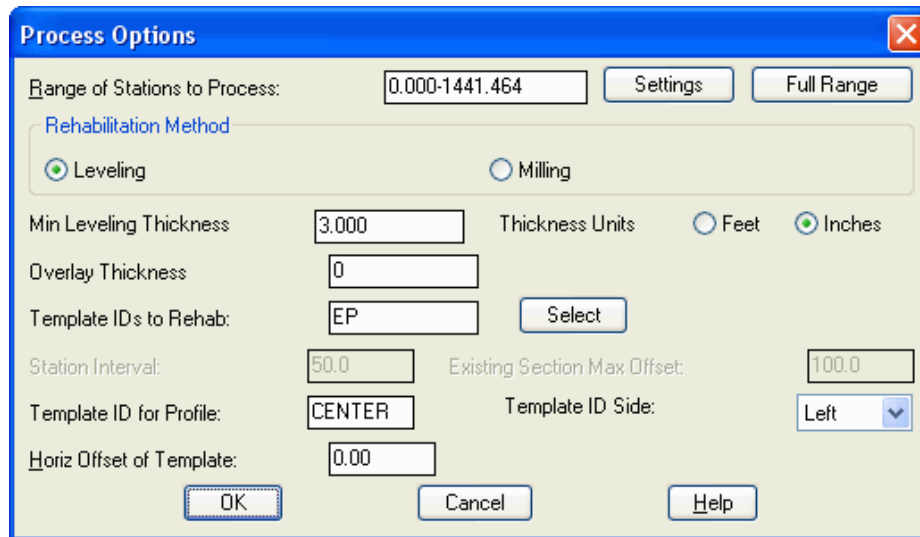 Process Options
Range of Stations to Process: 0.000-1441.464 Settings Full Range
Rehabilitation Method
Leveling Milling
Min Leveling Thickness 3.000 Thickness Units Feet Inches
Overlay Thickness 0
Template IDs to Rehab: EP Select
Station Interval: 50.0 Existing Section Max Offset: 100.0
Template ID for Profile: CENTER Template ID Side: Left
Horiz Offset of Template: 0.00
OK Cancel Help